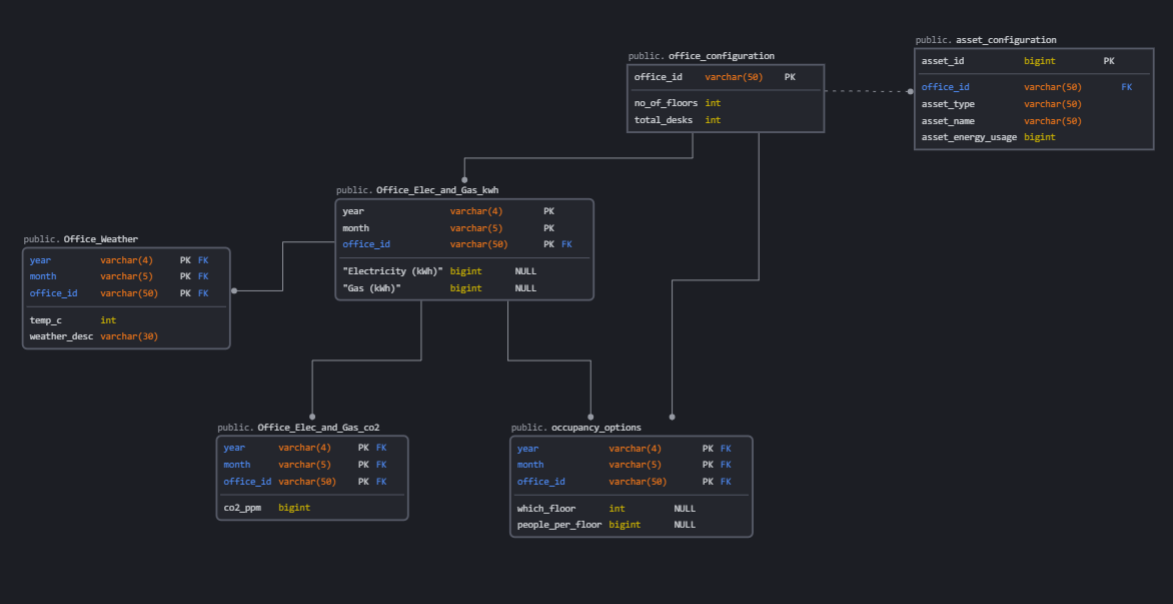 public. office_configuration
office_id varchar(50) PK
no_of_floors int
total_desks int
public. asset_configuration
asset_id bigint PK
office_id varchar(50) FK
asset_type varchar(50)
asset_name varchar(50)
asset_energy_usage bigint
public. Office_Elec_and_Gas_kwh
year varchar(4) PK
month varchar(5) PK
office_id varchar(50) PK FK
"Electricity (kWh)" bigint NULL
"Gas (kWh)" bigint NULL
public. Office_Weather
year varchar(4) PK FK
month varchar(5) PK FK
office_id varchar(50) PK FK
temp_c int
weather_desc varchar(30)
public. Office_Elec_and_Gas_co2
year varchar(4) PK FK
month varchar(5) PK FK
office_id varchar(50) PK FK
co2_ppm bigint
public. occupancy_options
year varchar(4) PK FK
month varchar(5) PK FK
office_id varchar(50) PK FK
which_floor int NULL
people_per_floor bigint NULL